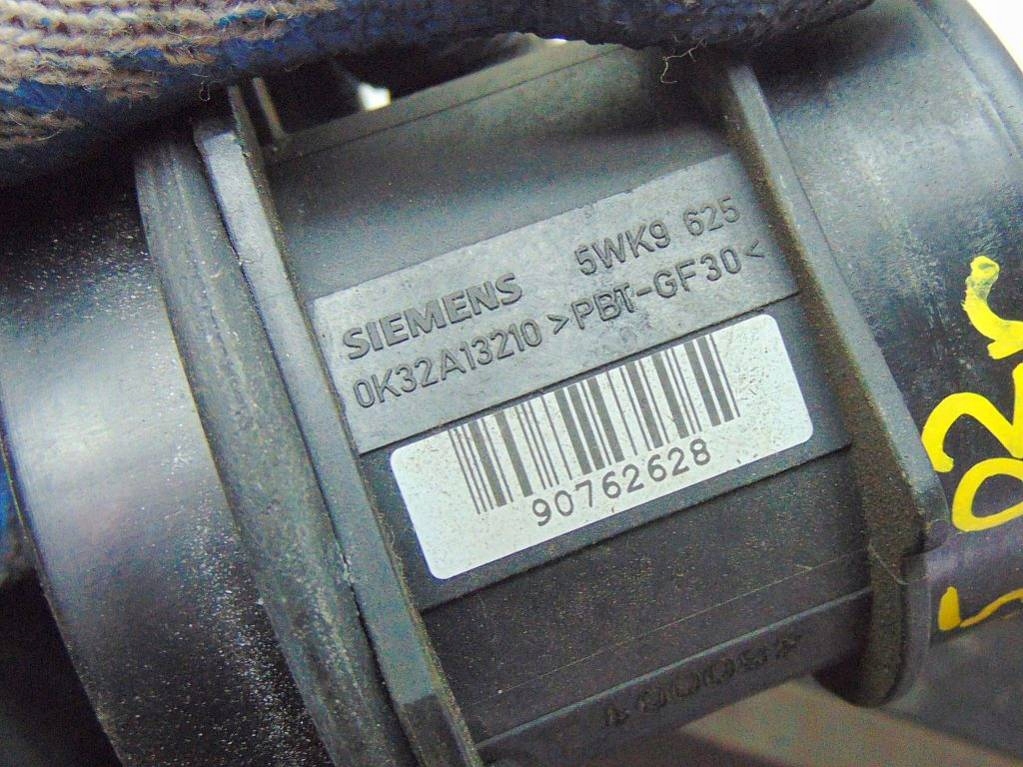 SIEMENS 5WK9 625
0K32A13210 >PBT-GF30<
90762628